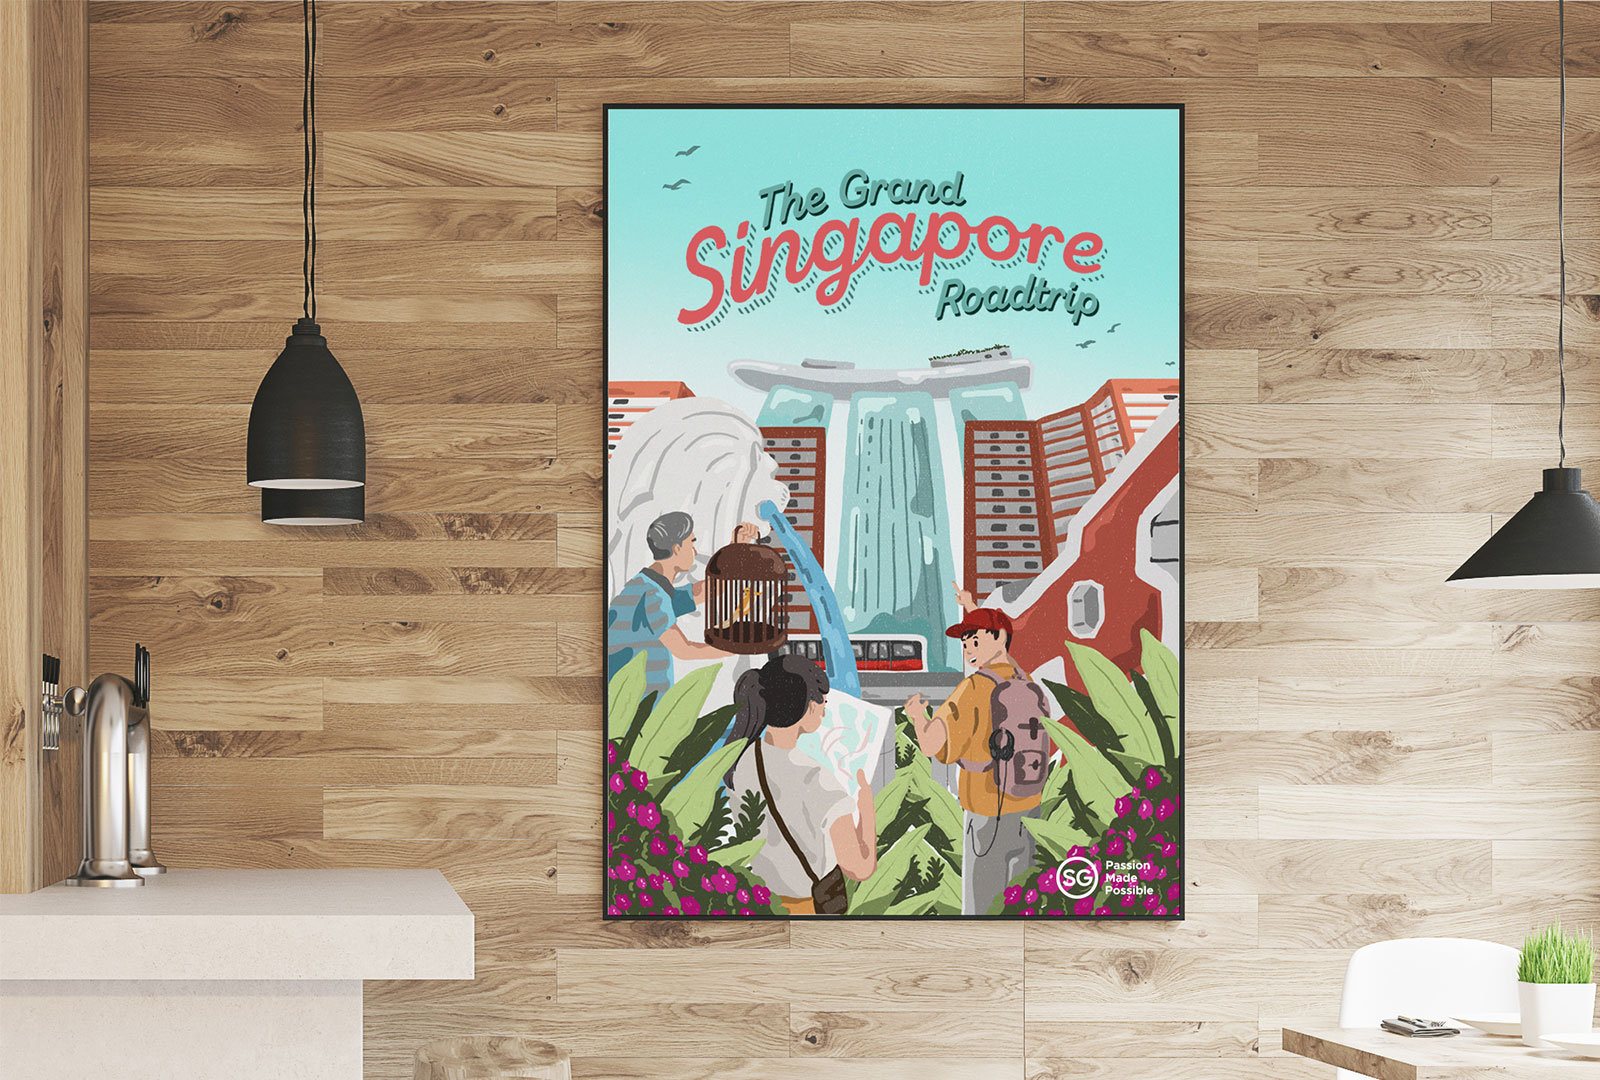 The Grand
Singapore
Roadtrip
SG
Passion
Made
Possible